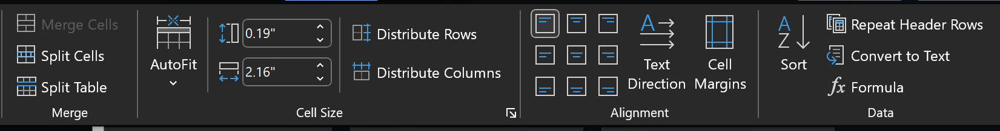 Merge Cells
Split Cells
Split Table
Merge
AutoFit
0.19"
2.16"
Distribute Rows
Distribute Columns
Cell Size
Text
Direction
Cell
Margins
Alignment
A
Z
Sort
Repeat Header Rows
Convert to Text
fx Formula
Data